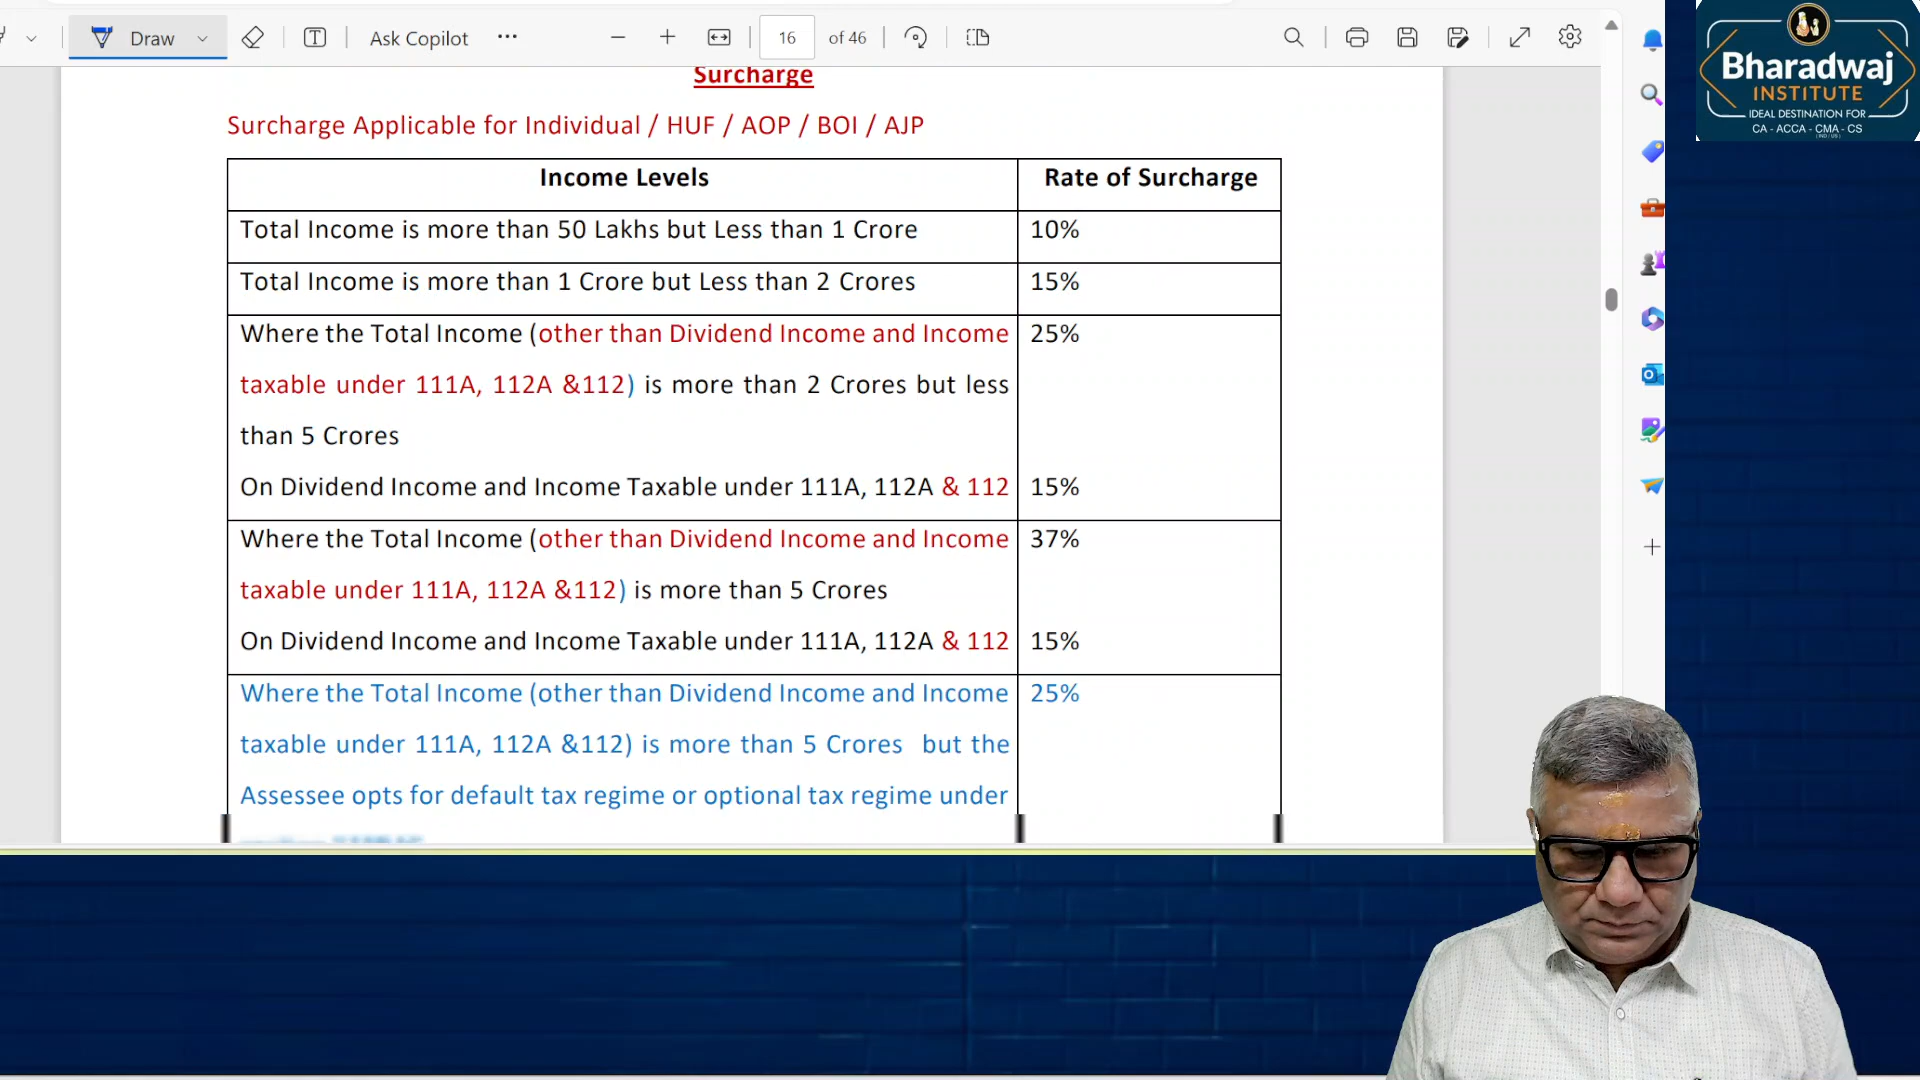 Draw
Ask Copilot
16
of 46
Surcharge
Surcharge Applicable for Individual / HUF / AOP / BOI / AJP
Income Levels
Rate of Surcharge
Total Income is more than 50 Lakhs but Less than 1 Crore
10%
Total Income is more than 1 Crore but Less than 2 Crores
15%
Where the Total Income (other than Dividend Income and Income
25%
taxable under 111A, 112A &112) is more than 2 Crores but less
than 5 Crores
On Dividend Income and Income Taxable under 111A, 112A & 112
15%
Where the Total Income (other than Dividend Income and Income
37%
taxable under 111A, 112A &112) is more than 5 Crores
On Dividend Income and Income Taxable under 111A, 112A & 112
15%
Where the Total Income (other than Dividend Income and Income
25%
taxable under 111A, 112A &112) is more than 5 Crores but the
Assessee opts for default tax regime or optional tax regime under
Bharadwaj
INSTITUTE
IDEAL DESTINATION FOR
CA - ACCA - CMA - CS